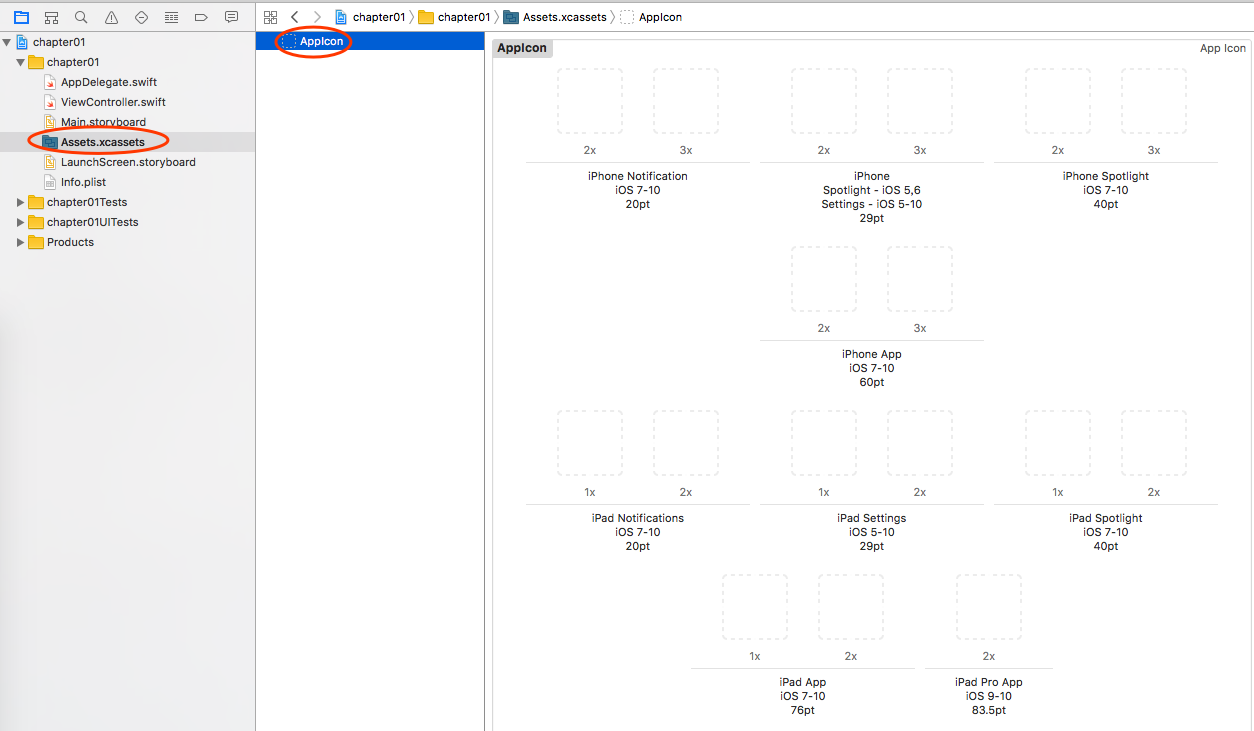 chapter01
chapter01
Assets.xcassets
AppIcon
chapter01
chapter01
AppDelegate.swift
ViewController.swift
Main.storyboard
Assets.xcassets
LaunchScreen.storyboard
Info.plist
chapter01Tests
chapter01UITests
Products
AppIcon
AppIcon
App Icon
2x
3x
iPhone Notification
iOS 7-10
20pt
2x
3x
iPhone
Spotlight - iOS 5,6
Settings - iOS 5-10
29pt
2x
3x
iPhone Spotlight
iOS 7-10
40pt
2x
3x
iPhone App
iOS 7-10
60pt
1x
2x
iPad Notifications
iOS 7-10
20pt
1x
2x
iPad Settings
iOS 5-10
29pt
1x
2x
iPad Spotlight
iOS 7-10
40pt
1x
2x
iPad App
iOS 7-10
76pt
2x
iPad Pro App
iOS 9-10
83.5pt